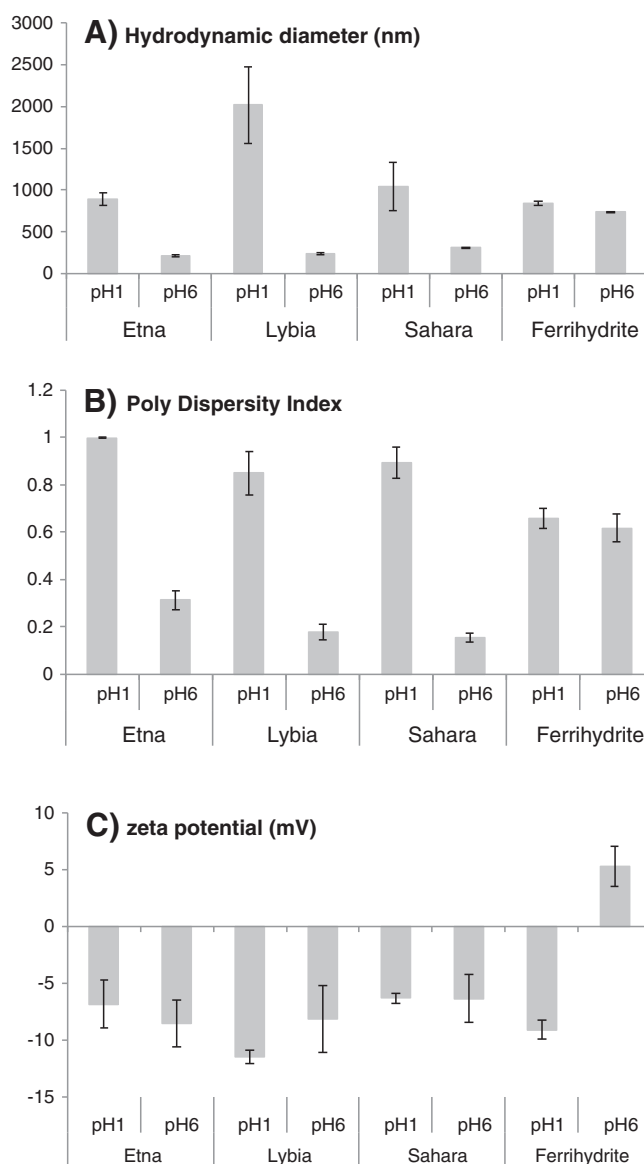 A) Hydrodynamic diameter (nm)
3000
2500
2000
1500
1000
500
0
pH1 pH6 pH1 pH6 pH1 pH6 pH1 pH6
Etna Lybia Sahara Ferrihydrite
B) Poly Dispersity Index
1.2
1
0.8
0.6
0.4
0.2
0
pH1 pH6 pH1 pH6 pH1 pH6 pH1 pH6
Etna Lybia Sahara Ferrihydrite
C) zeta potential (mV)
10
5
0
-5
-10
-15
pH1 pH6 pH1 pH6 pH1 pH6 pH1 pH6
Etna Lybia Sahara Ferrihydrite